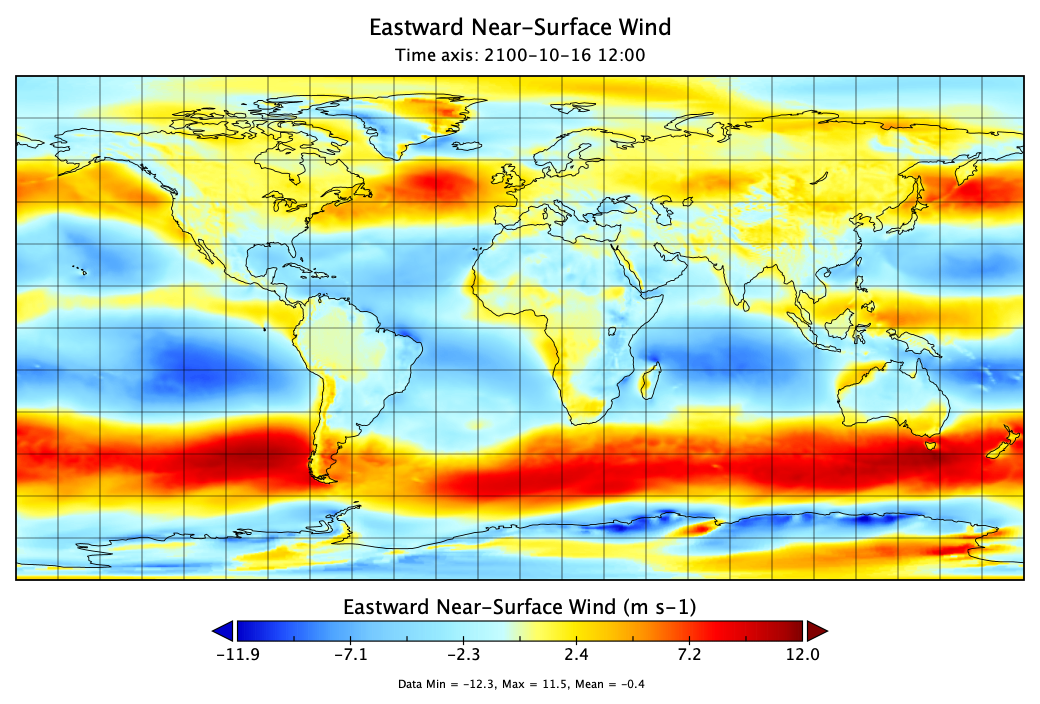 Eastward Near-Surface Wind
Time axis: 2100-10-16 12:00
Eastward Near-Surface Wind (m s-1)
-11.9 -7.1 -2.3 2.4 7.2 12.0
Data Min = -12.3, Max = 11.5, Mean = -0.4